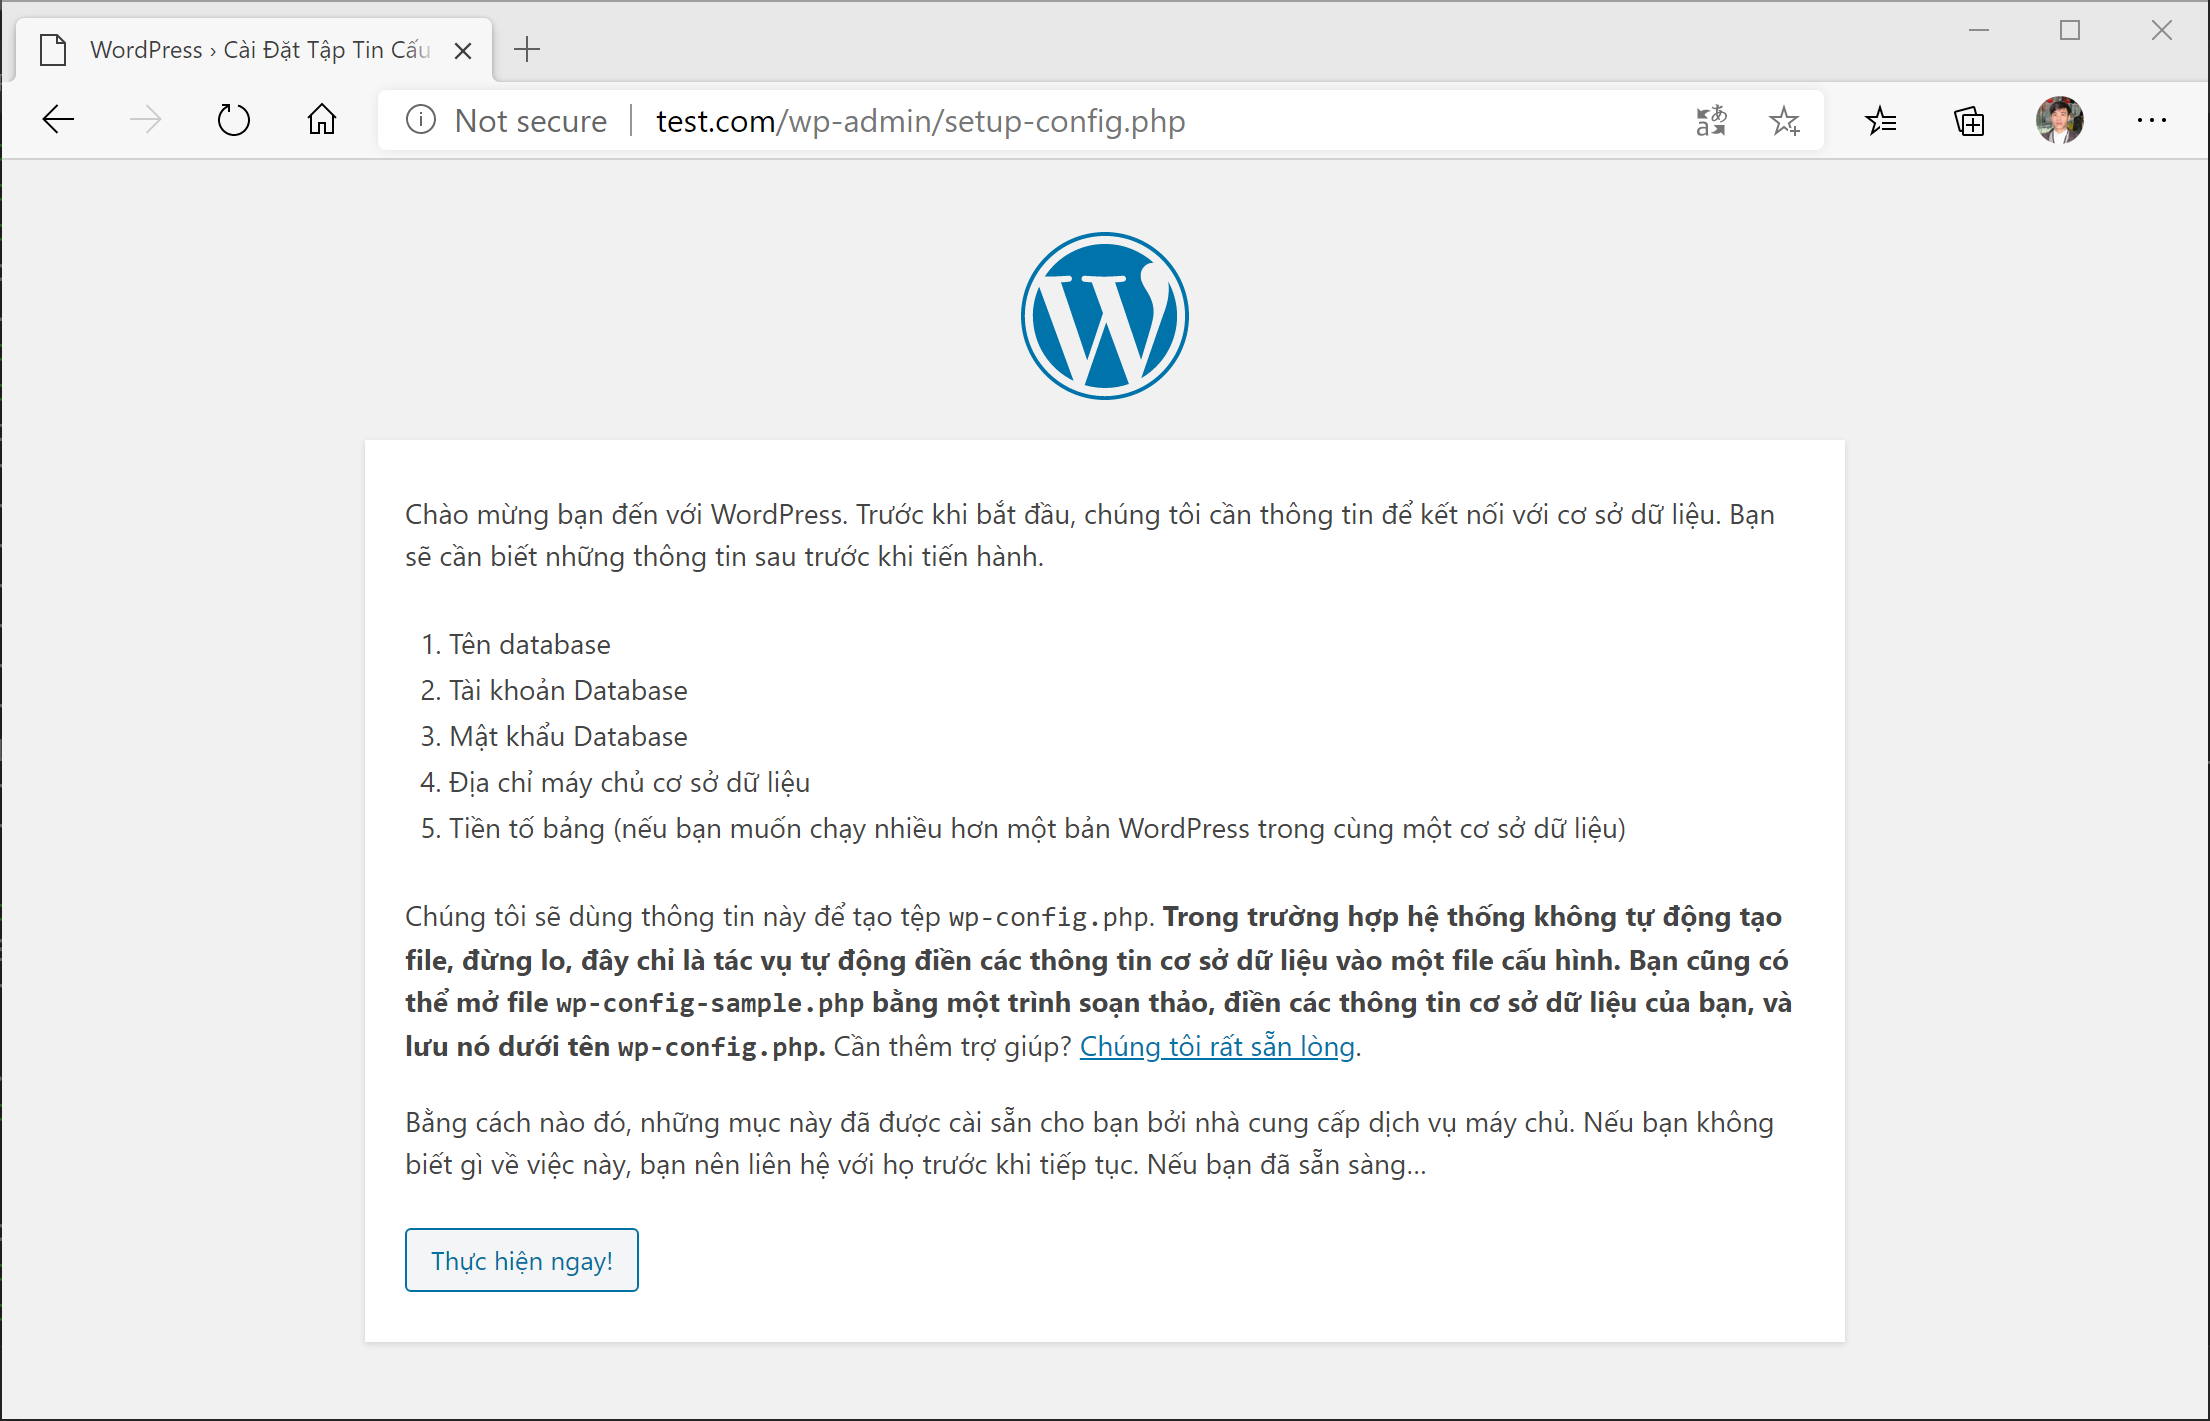 WordPress › Cài Đặt Tập Tin Cấu
Not secure | test.com/wp-admin/setup-config.php
Chào mừng bạn đến với WordPress. Trước khi bắt đầu, chúng tôi cần thông tin để kết nối với cơ sở dữ liệu. Bạn
sẽ cần biết những thông tin sau trước khi tiến hành.
1. Tên database
2. Tài khoản Database
3. Mật khẩu Database
4. Địa chỉ máy chủ cơ sở dữ liệu
5. Tiền tố bảng (nếu bạn muốn chạy nhiều hơn một bản WordPress trong cùng một cơ sở dữ liệu)
Chúng tôi sẽ dùng thông tin này để tạo tệp wp-config.php. Trong trường hợp hệ thống không tự động tạo
file, đừng lo, đây chỉ là tác vụ tự động điền các thông tin cơ sở dữ liệu vào một file cấu hình. Bạn cũng có
thể mở file wp-config-sample.php bằng một trình soạn thảo, điền các thông tin cơ sở dữ liệu của bạn, và
lưu nó dưới tên wp-config.php. Cần thêm trợ giúp? Chúng tôi rất sẵn lòng.
Bằng cách nào đó, những mục này đã được cài sẵn cho bạn bởi nhà cung cấp dịch vụ máy chủ. Nếu bạn không
biết gì về việc này, bạn nên liên hệ với họ trước khi tiếp tục. Nếu bạn đã sẵn sàng...
Thực hiện ngay!